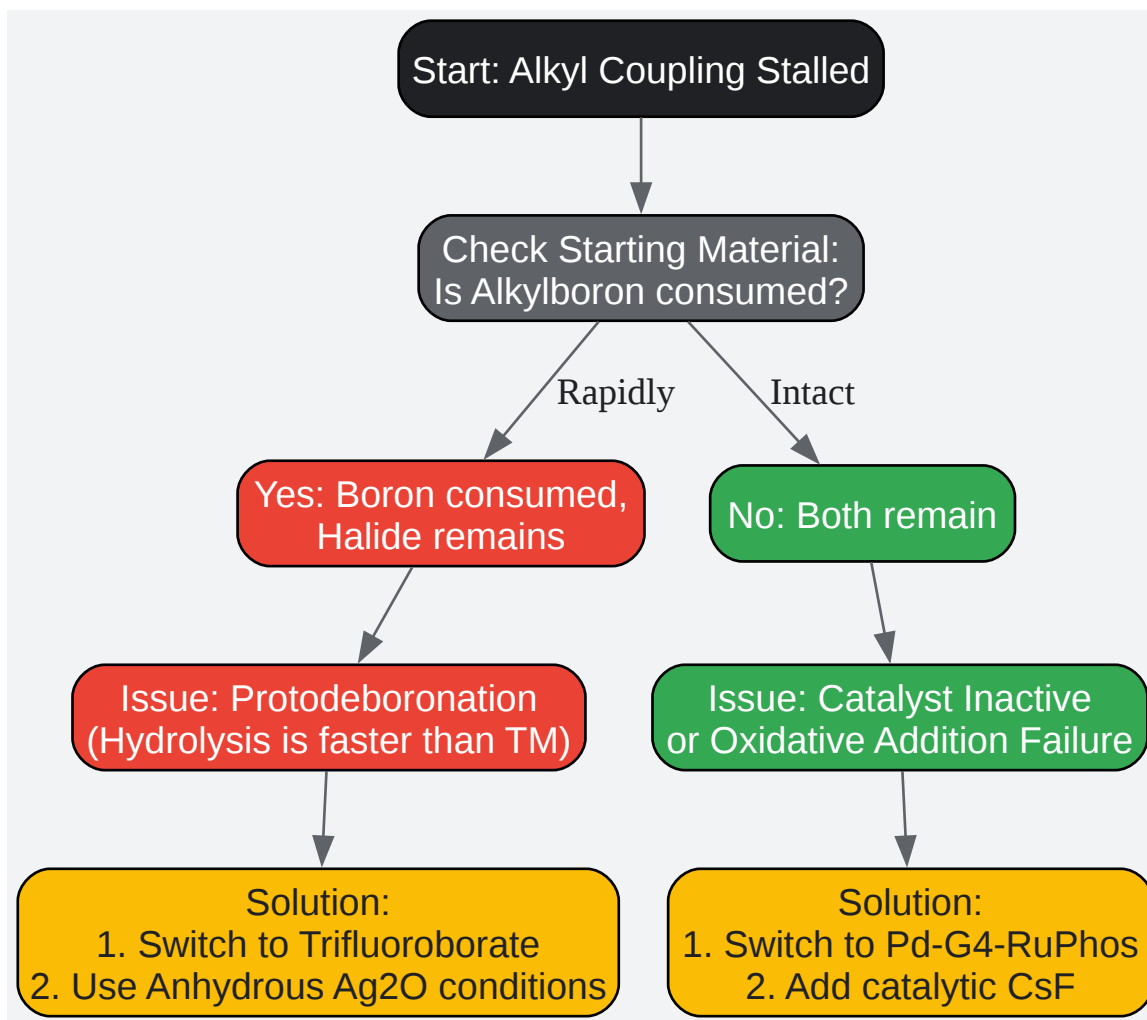 Start: Alkyl Coupling Stalled
Check Starting Material:
Is Alkylboron consumed?
Rapidly
Intact
Yes: Boron consumed,
Halide remains
No: Both remain
Issue: Protodeboronation
(Hydrolysis is faster than TM)
Issue: Catalyst Inactive
or Oxidative Addition Failure
Solution:
1. Switch to Trifluoroborate
2. Use Anhydrous Ag2O conditions
Solution:
1. Switch to Pd-G4-RuPhos
2. Add catalytic CsF